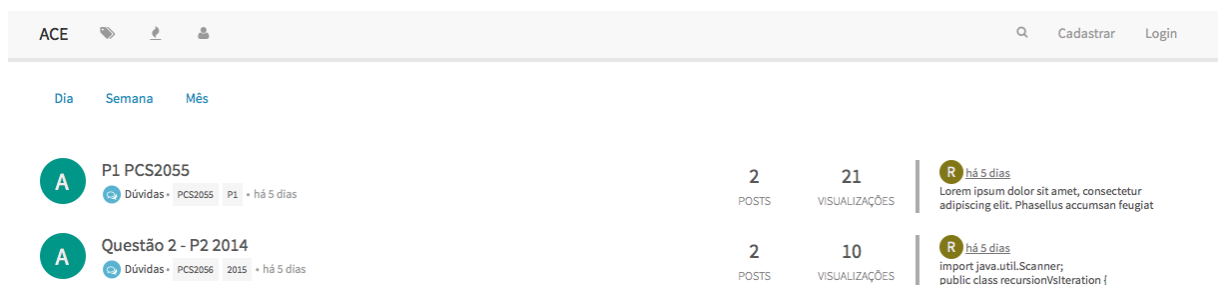 ACE Cadastrar Login
Dia Semana Mês
A P1 PCS2055 2 21 R há 5 dias
Dúvidas • PCS2055 P1 • há 5 dias POSTS VISUALIZAÇÕES Lorem ipsum dolor sit amet, consectetur
adipiscing elit. Phasellus accumsan feugiat
A Questão 2 - P2 2014 2 10 R há 5 dias
Dúvidas • PCS2056 2015 • há 5 dias POSTS VISUALIZAÇÕES import java.util.Scanner;
public class recursionVsIteration {